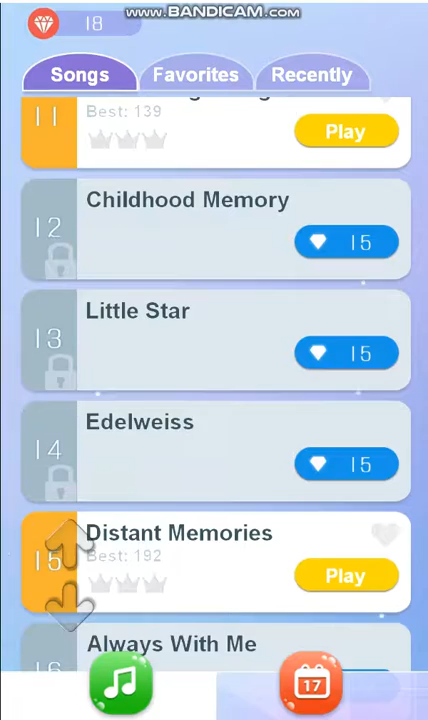 www.BANDICAM.com
18
Songs
Favorites
Recently
11
Best: 139
Play
12
Childhood Memory
15
13
Little Star
15
14
Edelweiss
15
15
Distant Memories
Best: 192
Play
16
Always With Me
17